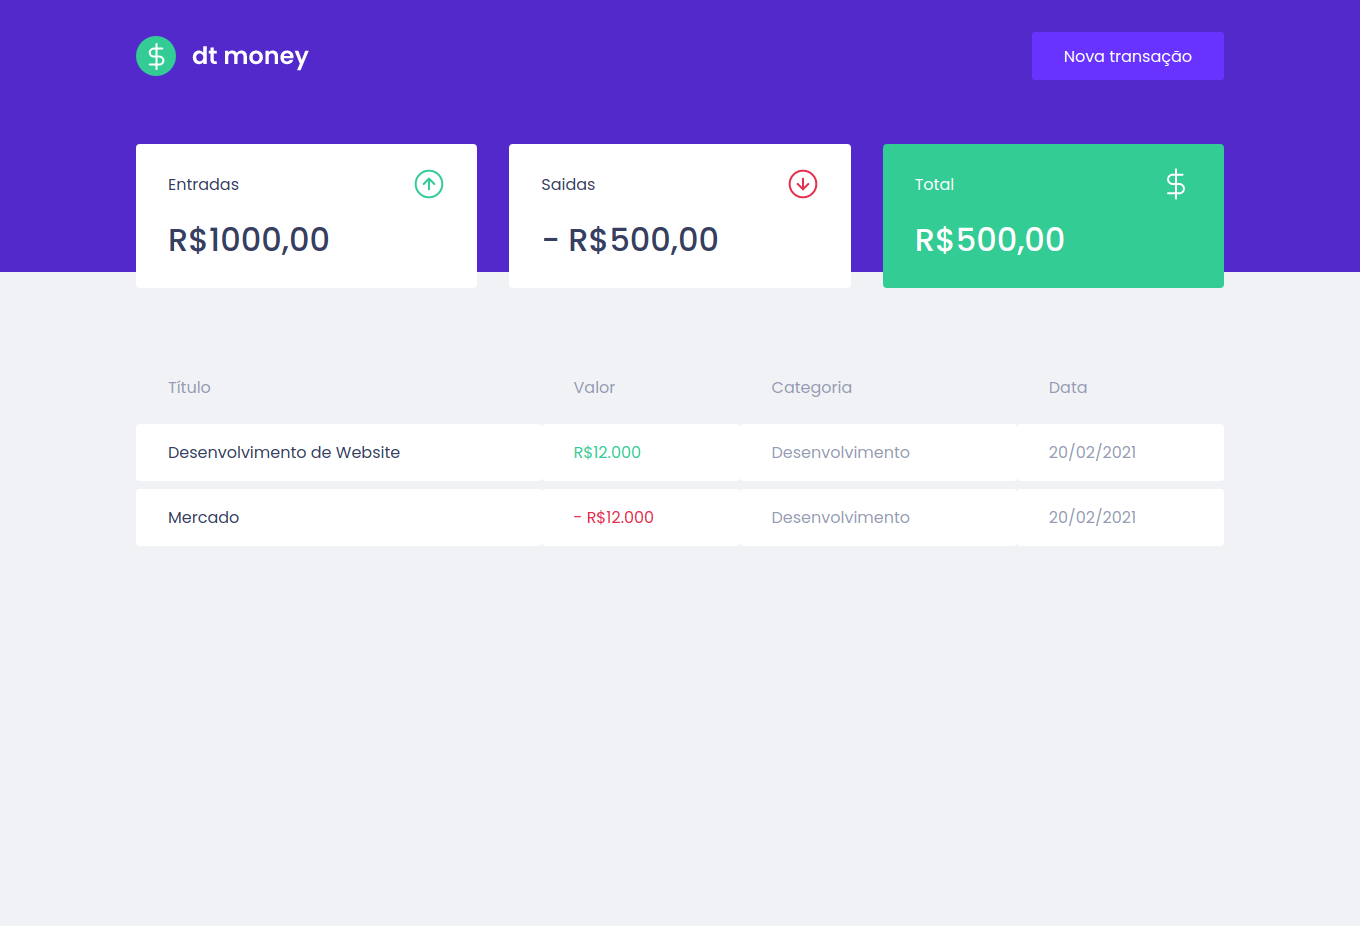 dt money
Nova transação
Entradas
R$1000,00
Saidas
- R$500,00
Total
R$500,00
Título Valor Categoria Data
Desenvolvimento de Website R$12.000 Desenvolvimento 20/02/2021
Mercado - R$12.000 Desenvolvimento 20/02/2021